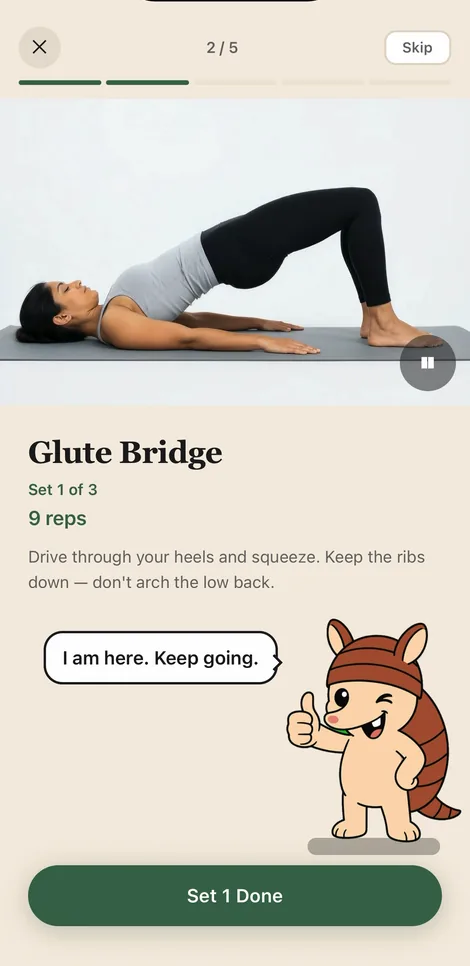 2 / 5
Skip
Glute Bridge
Set 1 of 3
9 reps
Drive through your heels and squeeze. Keep the ribs
down — don't arch the low back.
I am here. Keep going.
Set 1 Done